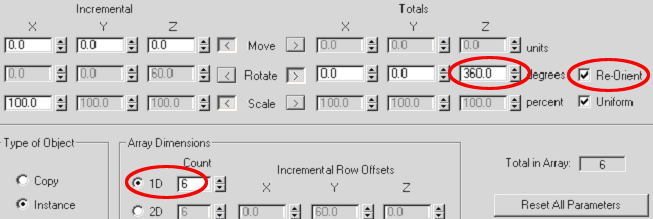 Incremental Totals
X Y Z X Y Z
0.0 0.0 0.0 < Move > 0.0 0.0 0.0 units
0.0 0.0 60.0 < Rotate > 0.0 0.0 360.0 degrees Re-Orient
100.0 100.0 100.0 < Scale > 100.0 100.0 100.0 percent Uniform
Type of Object Array Dimensions
Count Incremental Row Offsets Total in Array: 6
Copy 1D 6 X Y Z
Instance 2D 6 0.0 60.0 0.0 Reset All Parameters